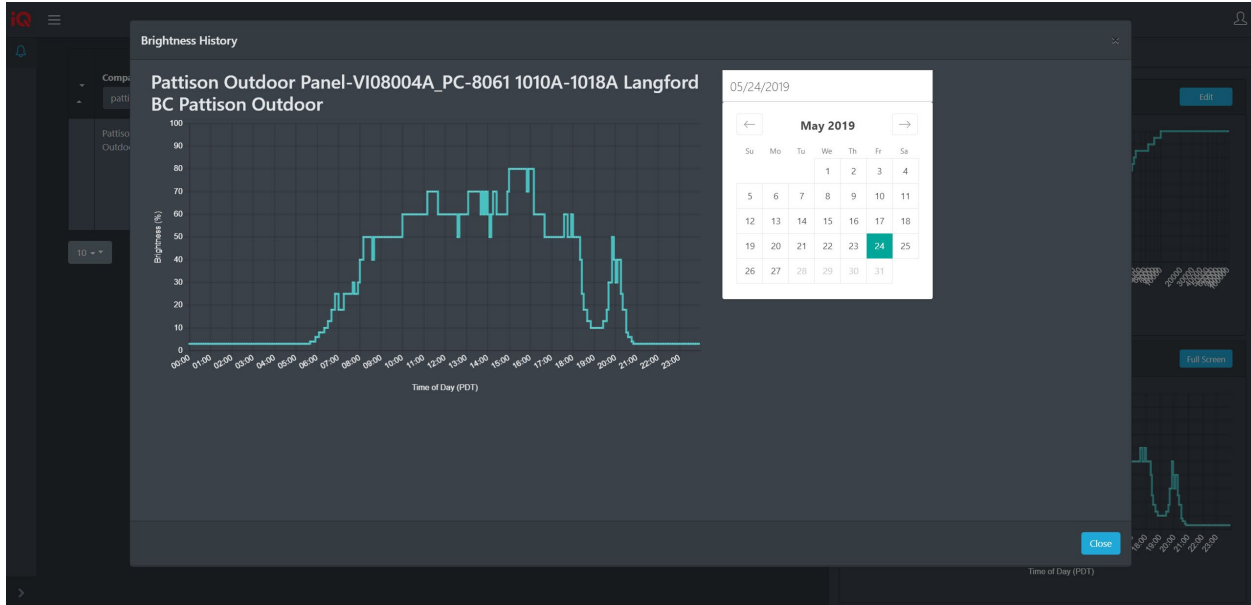 iQ
Brightness History
×
Compa
patti
Pattiso
Outdo
10
Pattison Outdoor Panel-VI08004A_PC-8061 1010A-1018A Langford
BC Pattison Outdoor
100
90
80
70
60
50
40
30
20
10
0
Brightness (%)
00:00 01:00 02:00 03:00 04:00 05:00 06:00 07:00 08:00 09:00 10:00 11:00 12:00 13:00 14:00 15:00 16:00 17:00 18:00 19:00 20:00 21:00 22:00 23:00
Time of Day (PDT)
05/24/2019
← May 2019 →
Su Mo Tu We Th Fr Sa
1 2 3 4
5 6 7 8 9 10 11
12 13 14 15 16 17 18
19 20 21 22 23 24 25
26 27 28 29 30 31
Close
Edit
20000
Full Screen
18:00 19:00 20:00 21:00 22:00 23:00
Time of Day (PDT)